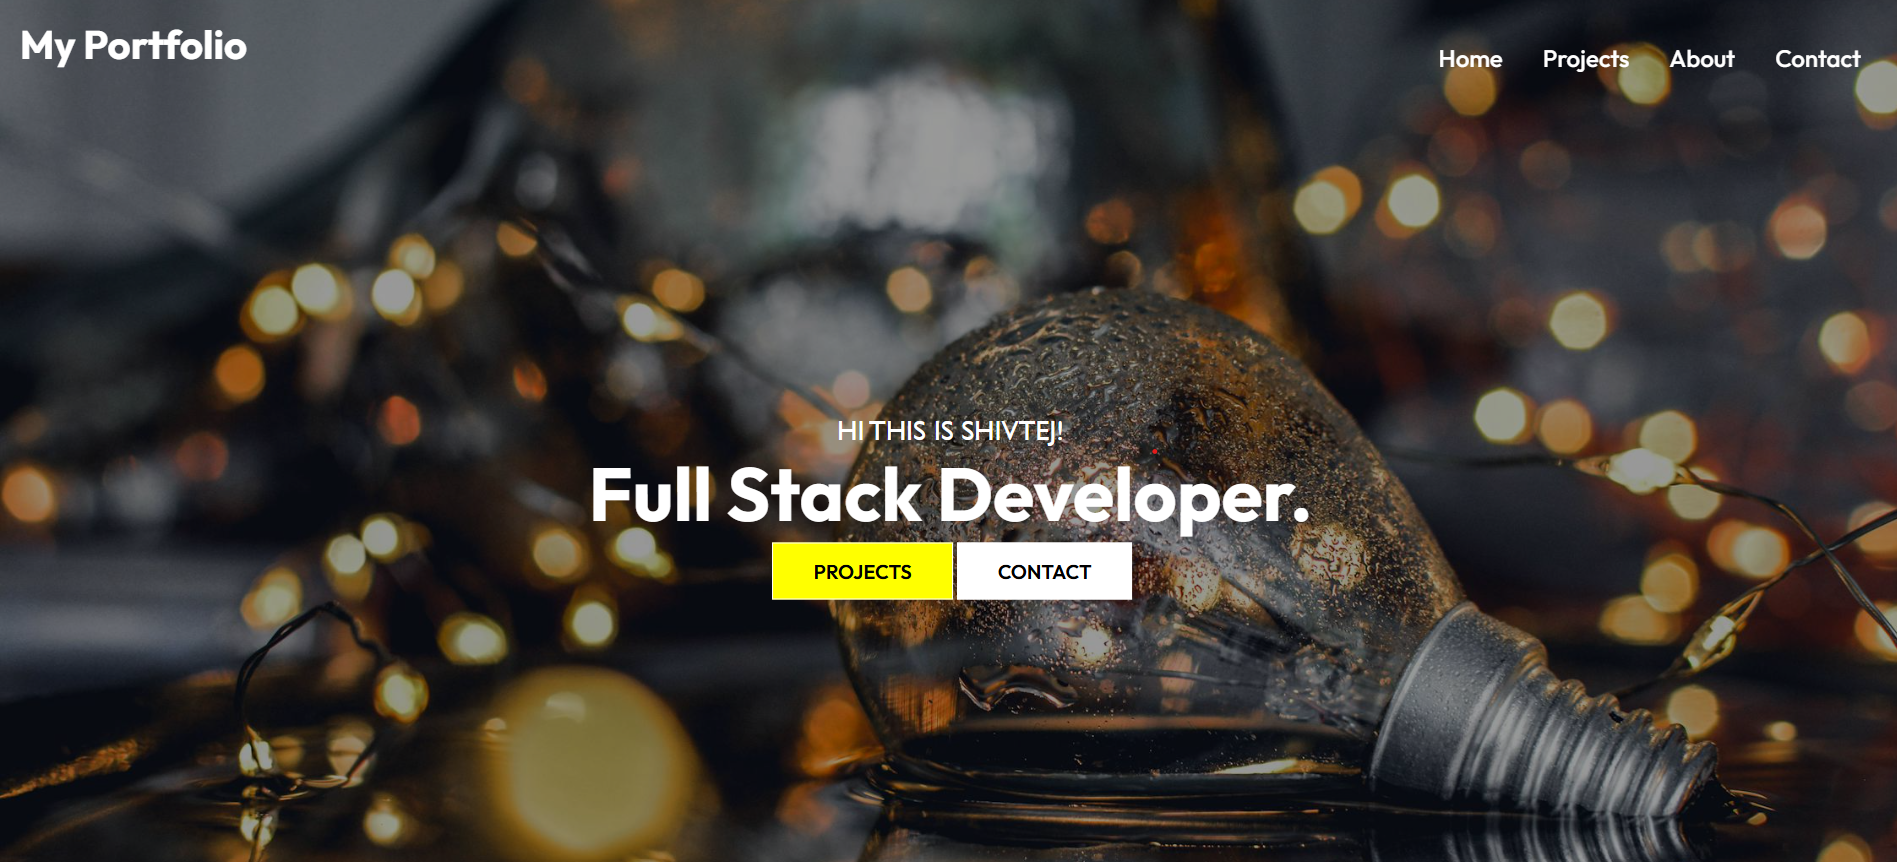 My Portfolio
Home Projects About Contact
HI THIS IS SHIVTEJ!
Full Stack Developer.
PROJECTS CONTACT